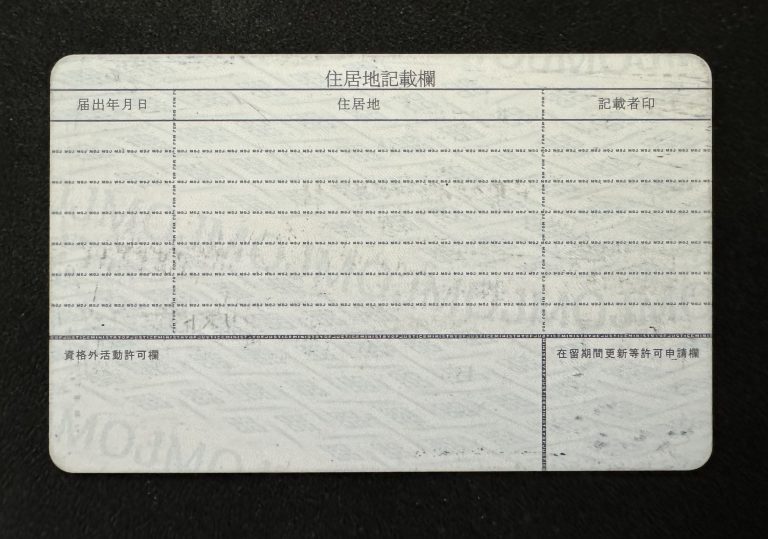 住居地記載欄
届出年月日 住居地 記載者印
資格外活動許可欄 在留期間更新等許可申請欄